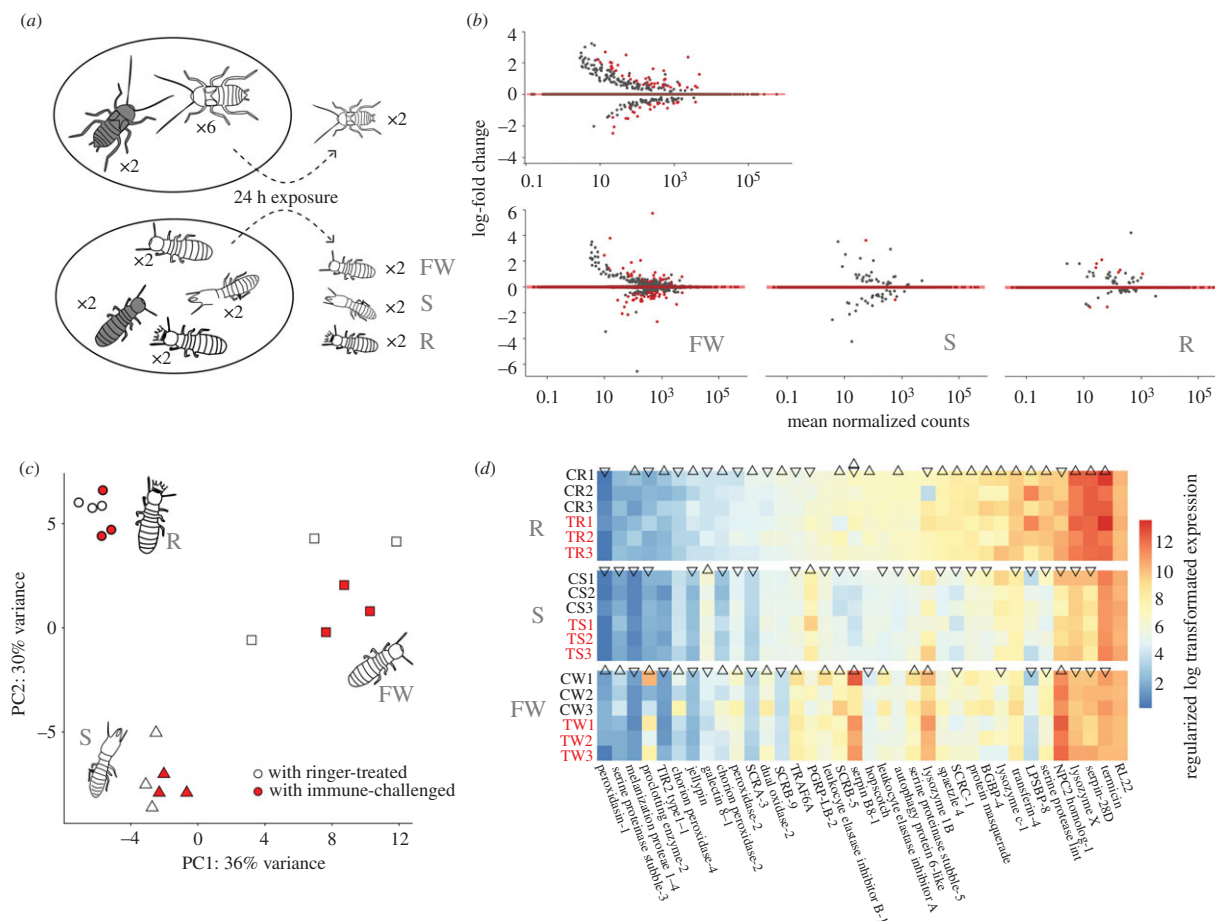 (a)
×6
×2
×2
24 h exposure
×2
×2
×2
×2
×2 FW
×2 S
×2 R
(b)
log-fold change
4
2
0
−2
−4
0.1 10 10³ 10⁵
6
4
2
0
−2
−4
−6
FW
S
R
0.1 10 10³ 10⁵
0.1 10 10³ 10⁵
0.1 10 10³ 10⁵
mean normalized counts
(c)
PC2: 30% variance
5
0
−5
R
FW
S
with ringer-treated
with immune-challenged
−4 0 4 8 12
PC1: 36% variance
(d)
R
CR1
CR2
CR3
TR1
TR2
TR3
S
CS1
CS2
CS3
TS1
TS2
TS3
FW
CW1
CW2
CW3
TW1
TW2
TW3
peroxidasin-1
serine proteinase stubble-3
melanization proteae 1–4
proclotting enzyme-2
TIR2 type1–1
chorion peroxidase-4
jellypin
galectin 8–1
chorion peroxidase-2
peroxidase-2
SCRA-3
dual oxidase-2
SCRB-9
TRAF6A
PGRP-LB-2
leukocyte elastase inhibitor B-1
SCRB-5
serpin B8-1
hopscotch
leukocyte elastase inhibitor A
autophagy protein 6-like
serine proteinase stubble-5
lysozyme 1B
spaetzle 4
SCRC-1
protein masquerade
BGBP-4
lysozyme c-1
transferin-4
LPSBP-8
serine protease lint
NPC2 homolog-1
lysozyme X
serpin-28D
termicin
RL22
12
10
8
6
4
2
regularized log transformed expression